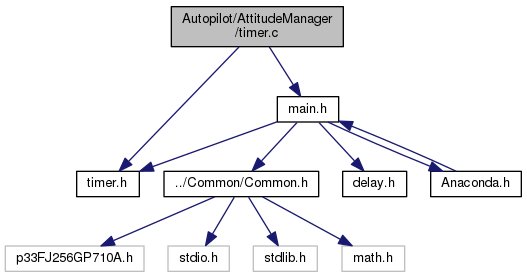 Autopilot/AttitudeManager
/timer.c
main.h
timer.h
../Common/Common.h
delay.h
Anaconda.h
p33FJ256GP710A.h
stdio.h
stdlib.h
math.h